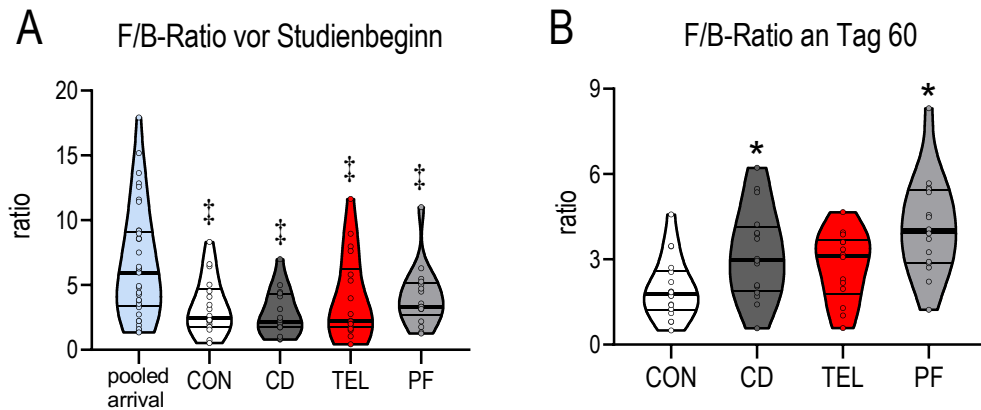 A
F/B-Ratio vor Studienbeginn
ratio
20
15
10
5
0
‡
‡
‡
‡
pooled
arrival
CON
CD
TEL
PF
B
F/B-Ratio an Tag 60
ratio
9
6
3
0
*
*
CON
CD
TEL
PF